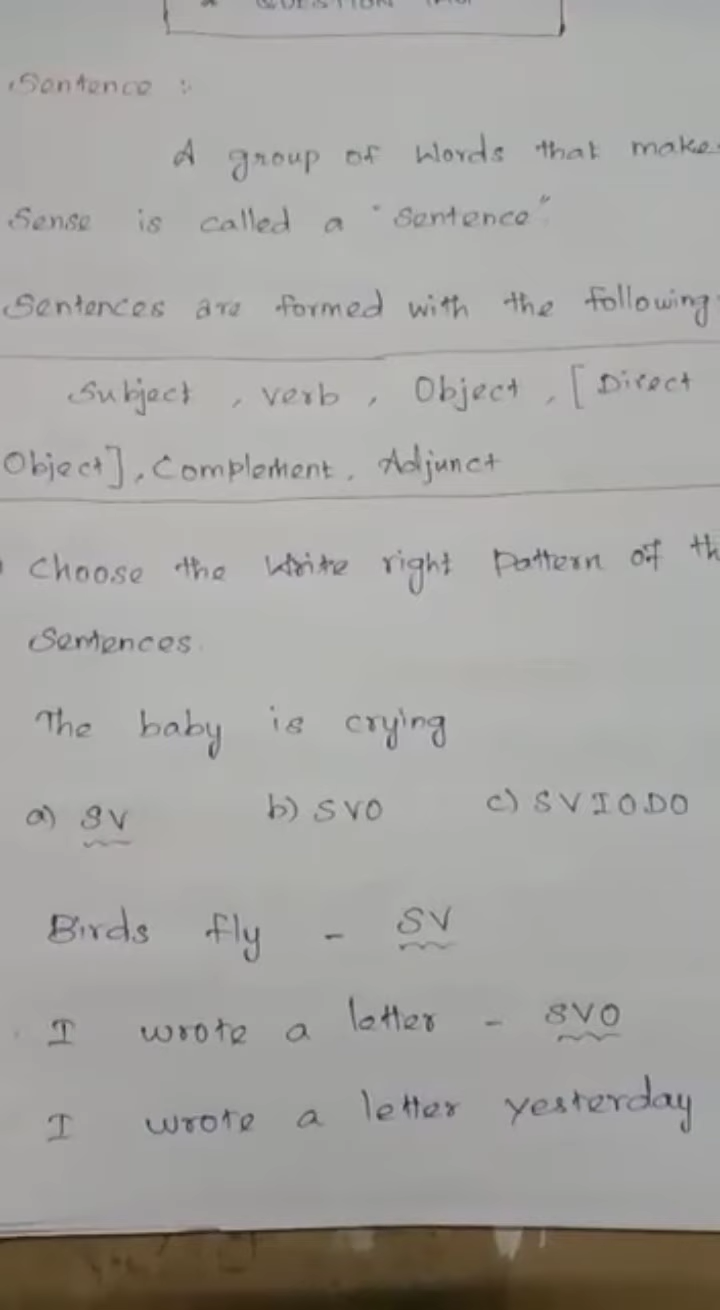 Sentence :
A group of words that make
Sense is called a "Sentence"
Sentences are formed with the following
Subject , verb , Object , [ Direct
Object] , Complement , Adjunct
Choose the Write right Pattern of th
Sentences.
The baby is crying
a) SV b) SVO c) SVIODO
Birds fly - SV
I wrote a letter - SVO
I wrote a letter yesterday